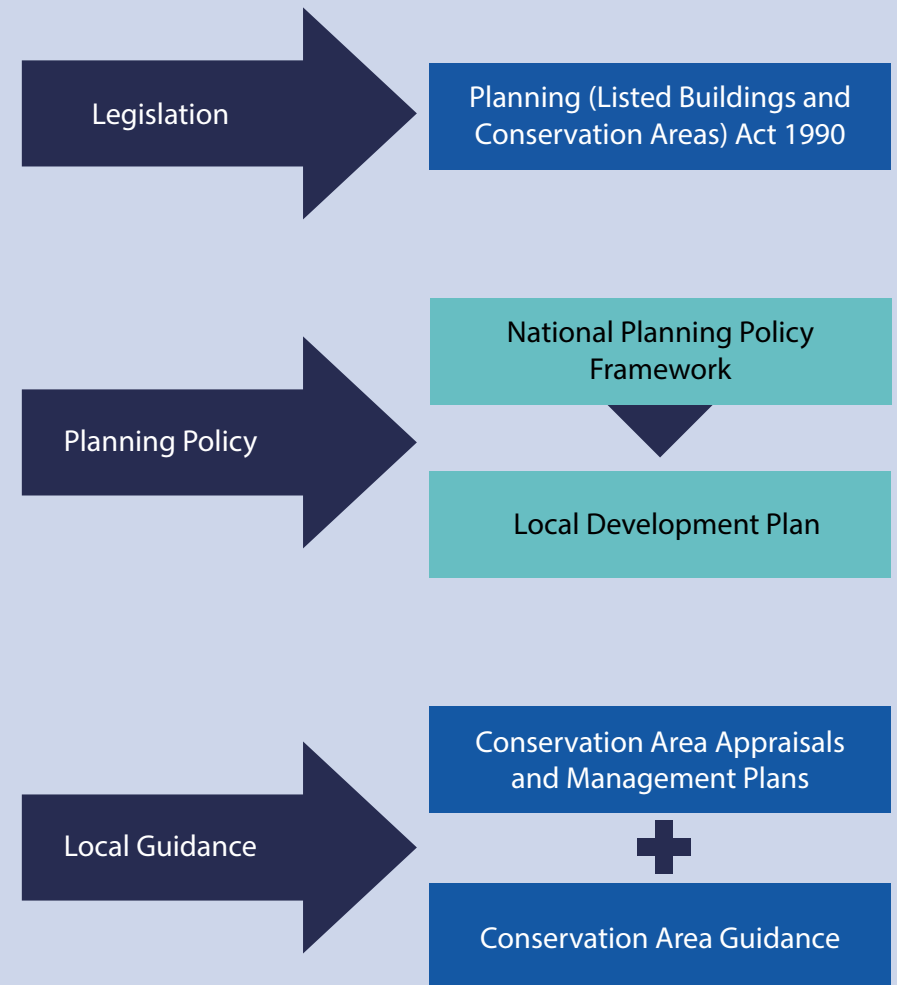 Legislation
Planning (Listed Buildings and
Conservation Areas) Act 1990
Planning Policy
National Planning Policy
Framework
Local Development Plan
Local Guidance
Conservation Area Appraisals
and Management Plans
Conservation Area Guidance